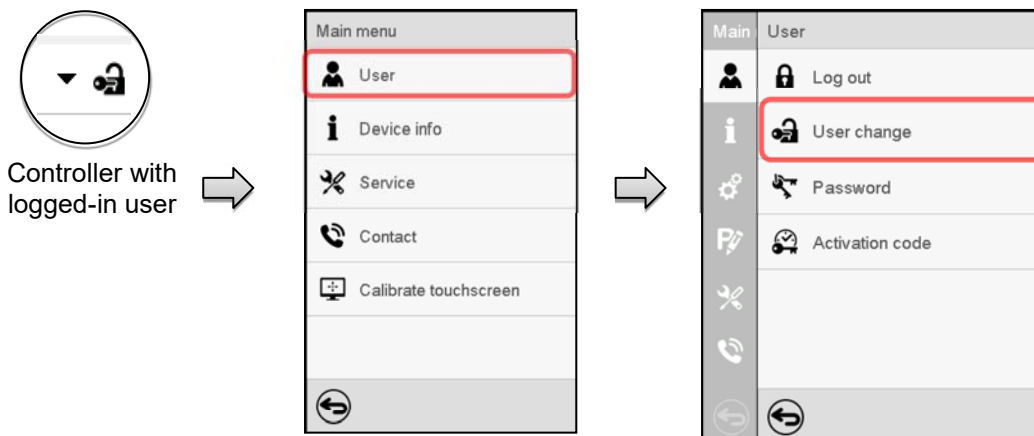 Controller with
logged-in user
Main menu
User
Device info
Service
Contact
Calibrate touchscreen
Main
User
Log out
User change
Password
Activation code